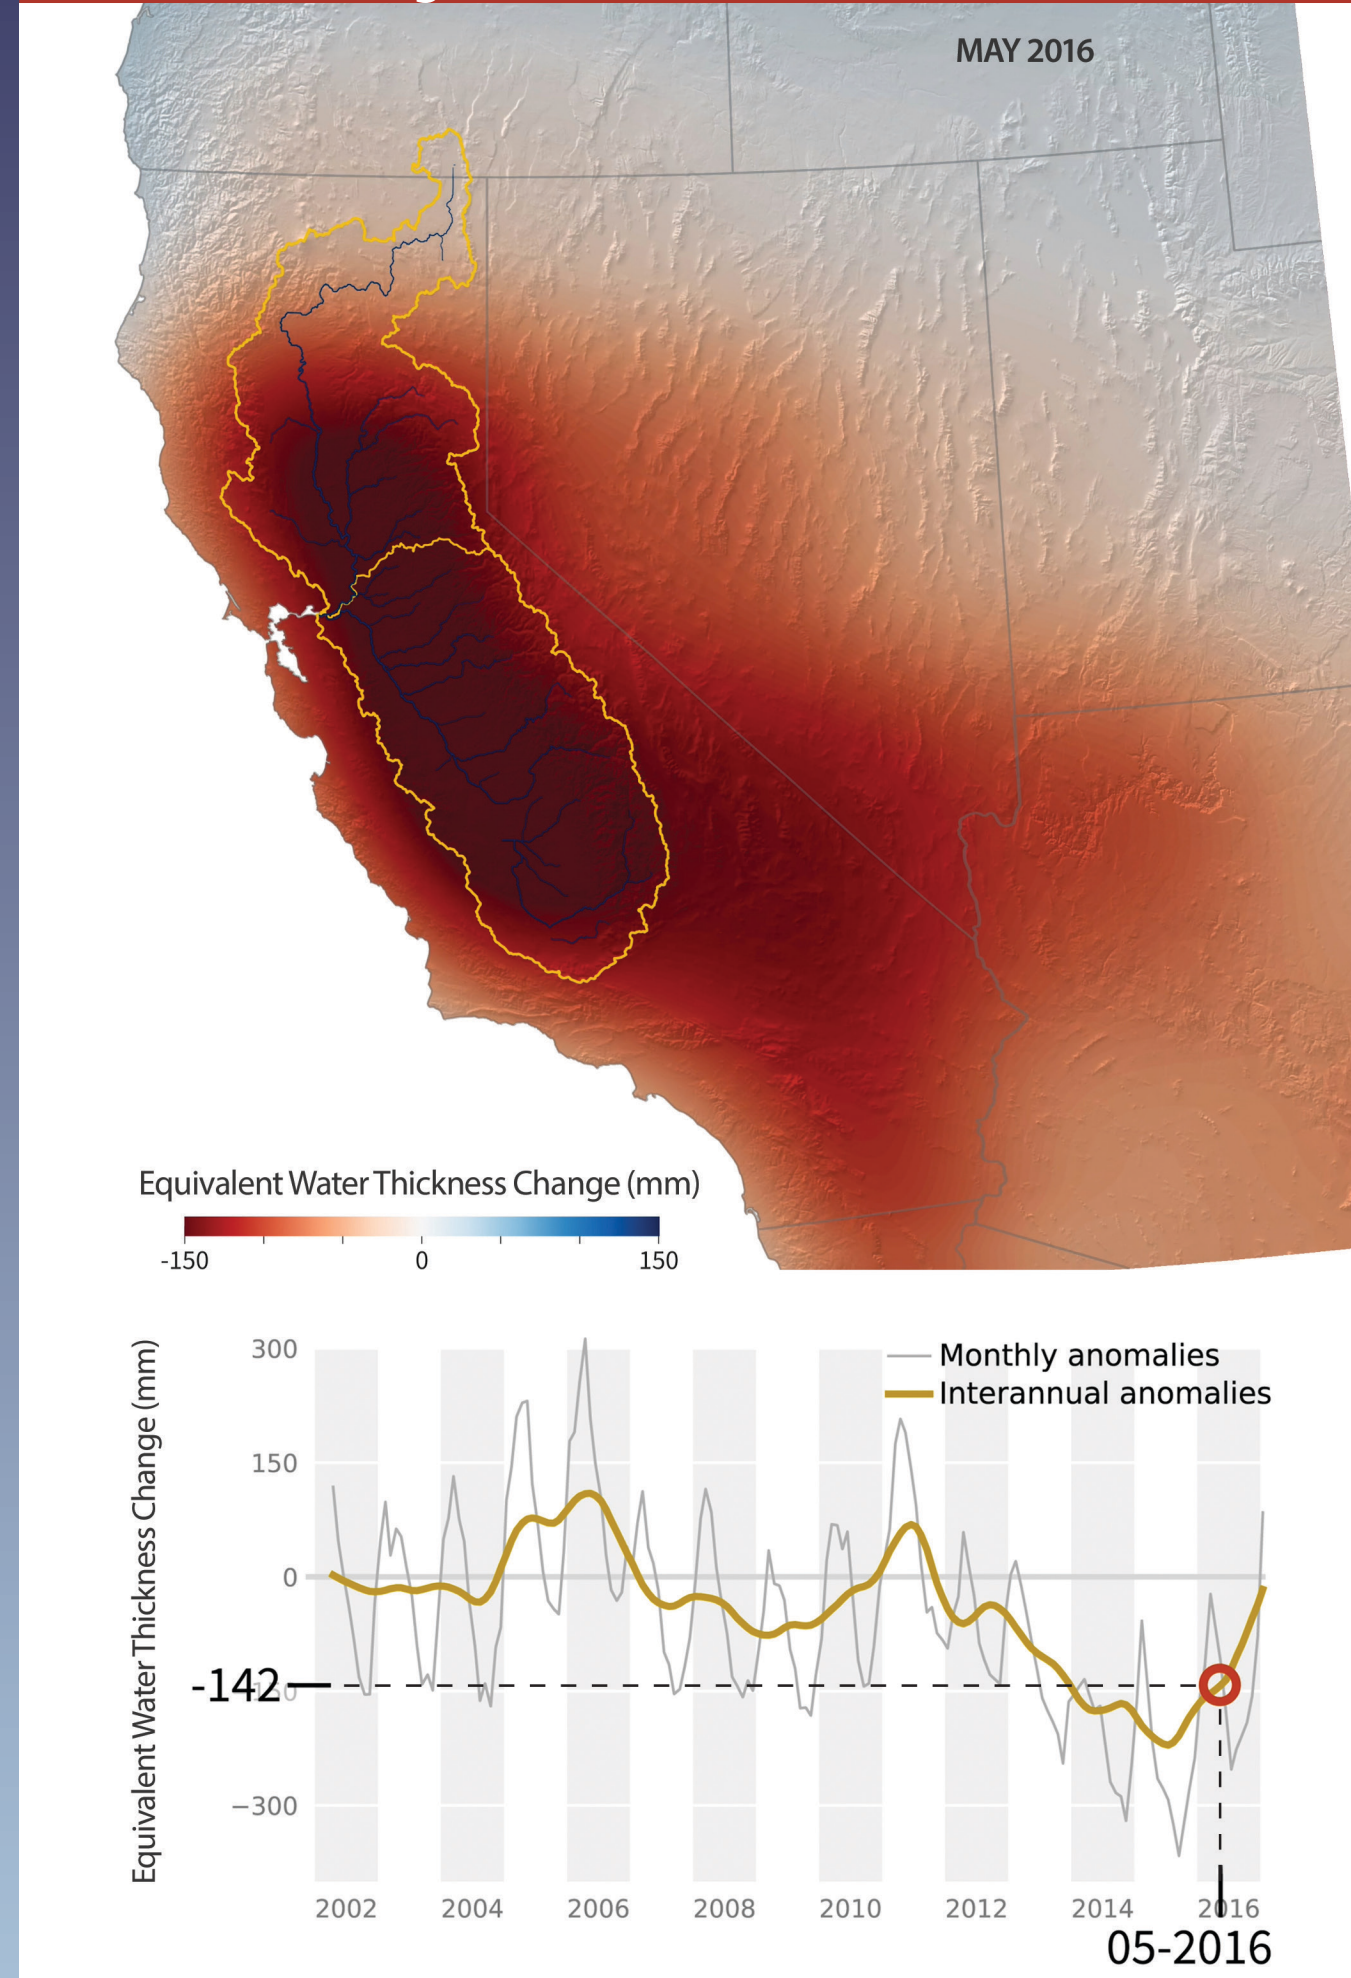 MAY 2016
Equivalent Water Thickness Change (mm)
-150 0 150
Equivalent Water Thickness Change (mm)
300
150
0
-142
−300
Monthly anomalies
Interannual anomalies
2002 2004 2006 2008 2010 2012 2014 2016
05-2016